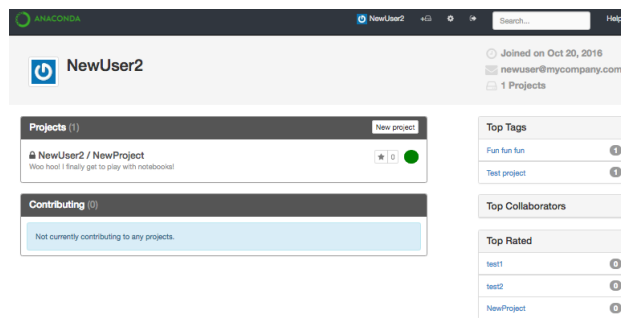 ANACONDA
NewUser2
Search...
Help
NewUser2
Joined on Oct 20, 2016
newuser@mycompany.com
1 Projects
Projects (1)
New project
NewUser2 / NewProject
0
Woo hoo! I finally get to play with notebooks!
Contributing (0)
Not currently contributing to any projects.
Top Tags
Fun fun fun
1
Test project
1
Top Collaborators
Top Rated
test1
0
test2
0
NewProject
0